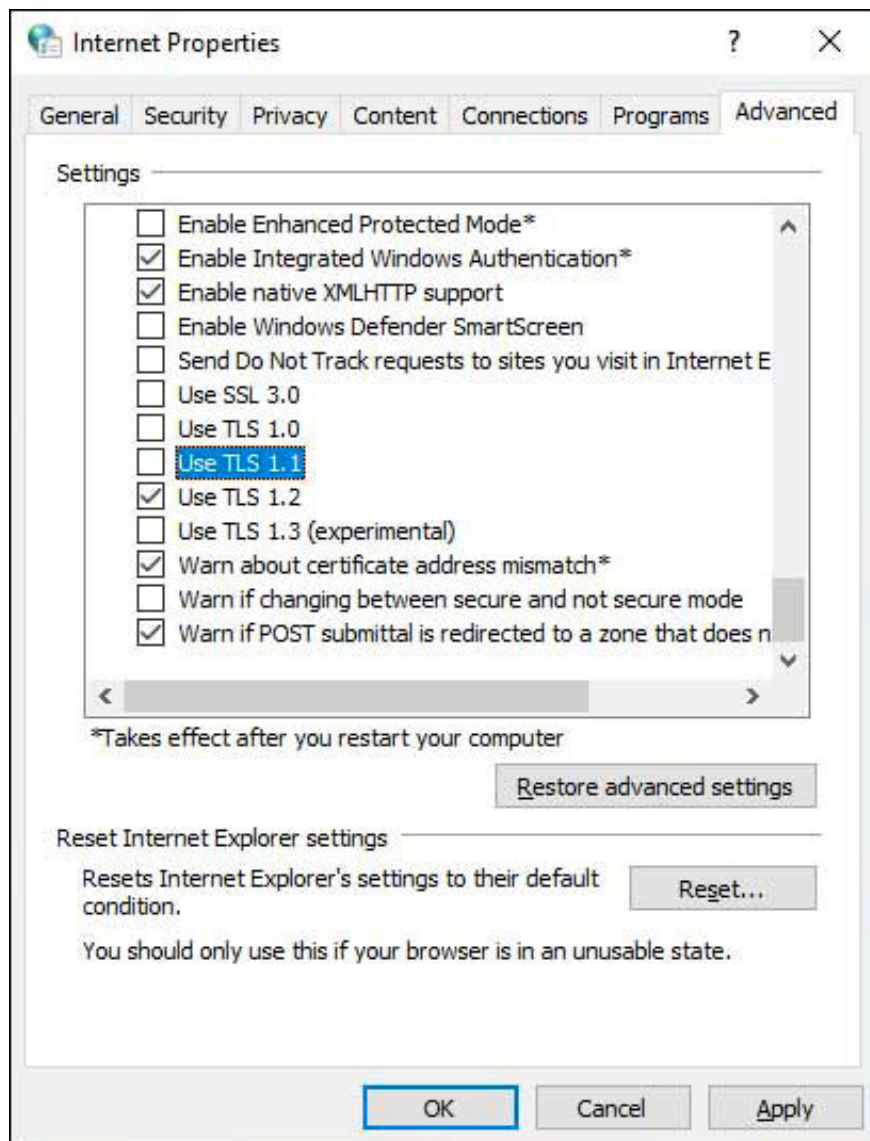 Internet Properties
General Security Privacy Content Connections Programs Advanced
Settings
Enable Enhanced Protected Mode*
Enable Integrated Windows Authentication*
Enable native XMLHTTP support
Enable Windows Defender SmartScreen
Send Do Not Track requests to sites you visit in Internet E
Use SSL 3.0
Use TLS 1.0
Use TLS 1.1
Use TLS 1.2
Use TLS 1.3 (experimental)
Warn about certificate address mismatch*
Warn if changing between secure and not secure mode
Warn if POST submittal is redirected to a zone that does n
*Takes effect after you restart your computer
Restore advanced settings
Reset Internet Explorer settings
Resets Internet Explorer's settings to their default
condition.
Reset...
You should only use this if your browser is in an unusable state.
OK Cancel Apply